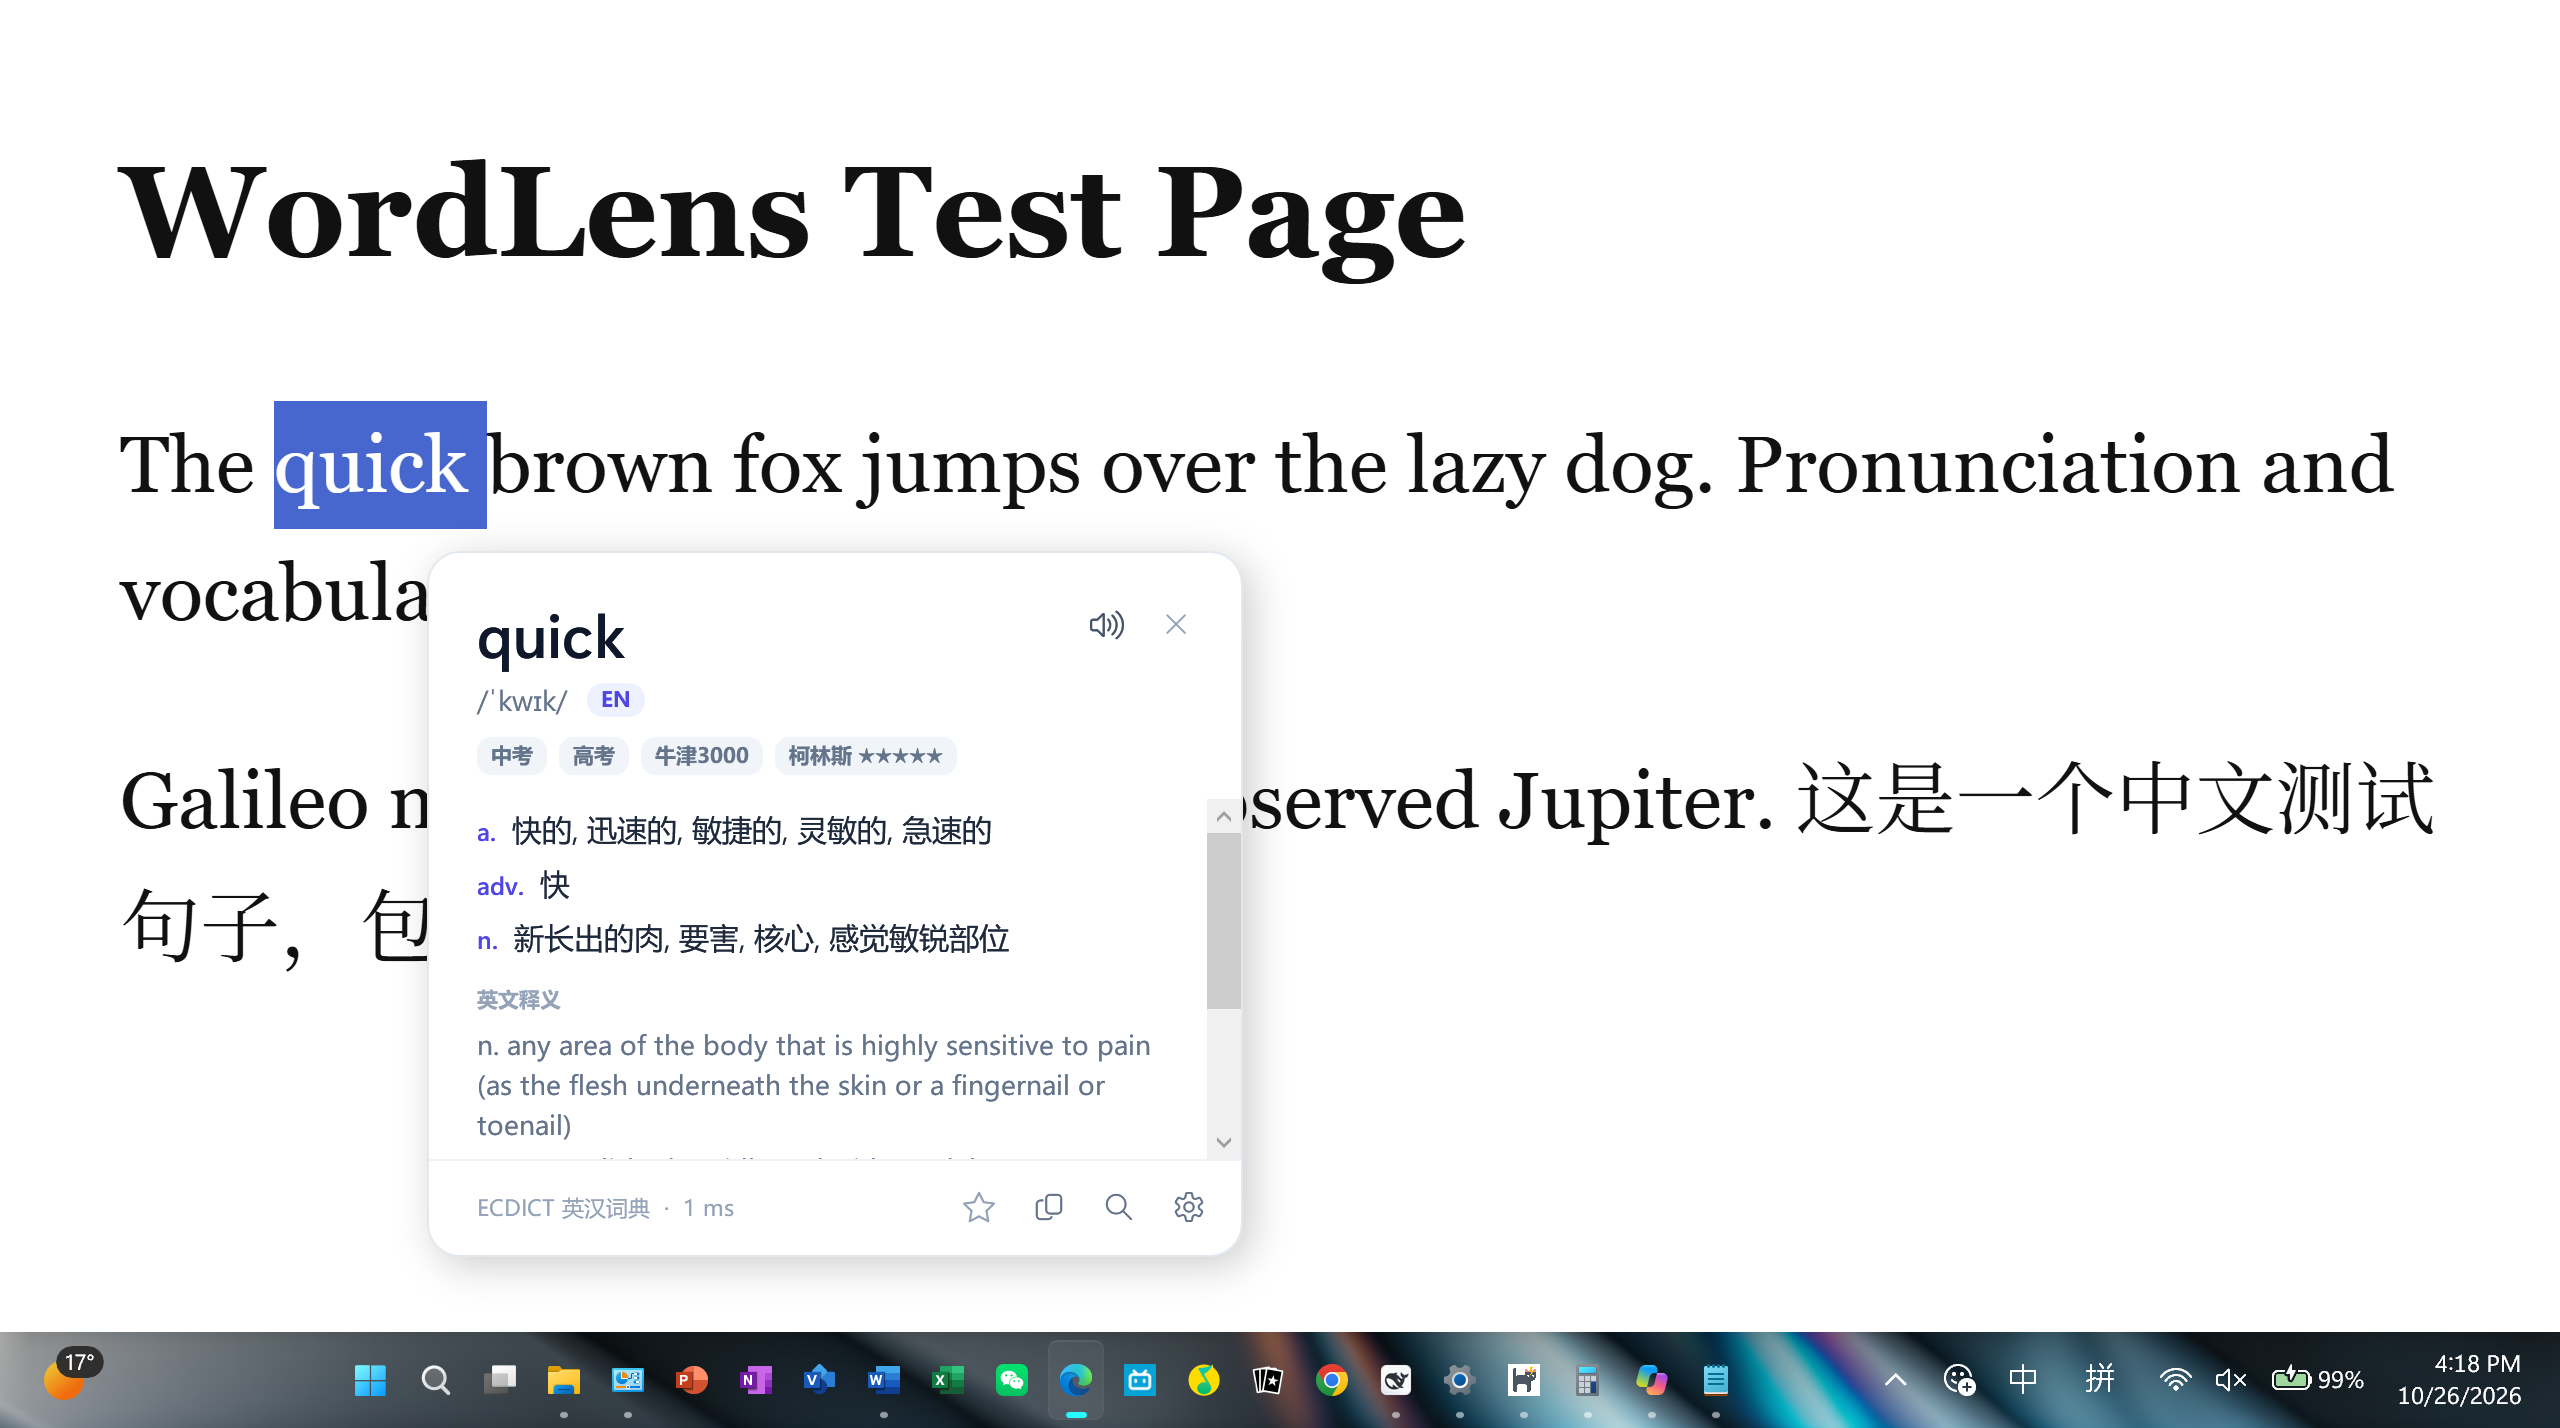 WordLens Test Page
The quick brown fox jumps over the lazy dog. Pronunciation and
vocabula
quick
/ˈkwɪk/ EN
中考 高考 牛津3000 柯林斯 ★★★★★
Galileo served Jupiter. 这是一个中文测试
a. 快的, 迅速的, 敏捷的, 灵敏的, 急速的
adv. 快
句子，包
n. 新长出的肉, 要害, 核心, 感觉敏锐部位
英文释义
n. any area of the body that is highly sensitive to pain
(as the flesh underneath the skin or a fingernail or
toenail)
ECDICT 英汉词典 · 1 ms
17°
中 拼 99%
4:18 PM
10/26/2026